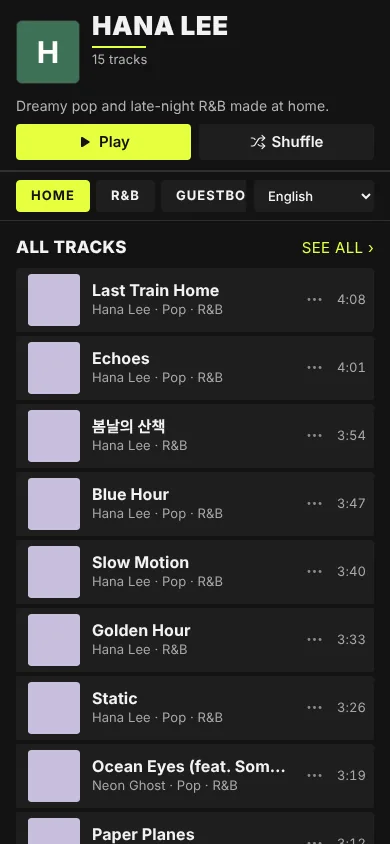 H
HANA LEE
15 tracks
Dreamy pop and late-night R&B made at home.
Play
Shuffle
HOME
R&B
GUESTBO
English
ALL TRACKS
SEE ALL ›
Last Train Home
Hana Lee · Pop · R&B
··· 4:08
Echoes
Hana Lee · Pop · R&B
··· 4:01
봄날의 산책
Hana Lee · R&B
··· 3:54
Blue Hour
Hana Lee · Pop · R&B
··· 3:47
Slow Motion
Hana Lee · Pop · R&B
··· 3:40
Golden Hour
Hana Lee · R&B
··· 3:33
Static
Hana Lee · Pop · R&B
··· 3:26
Ocean Eyes (feat. Som...
Neon Ghost · Pop · R&B
··· 3:19
Paper Planes
··· 3:12